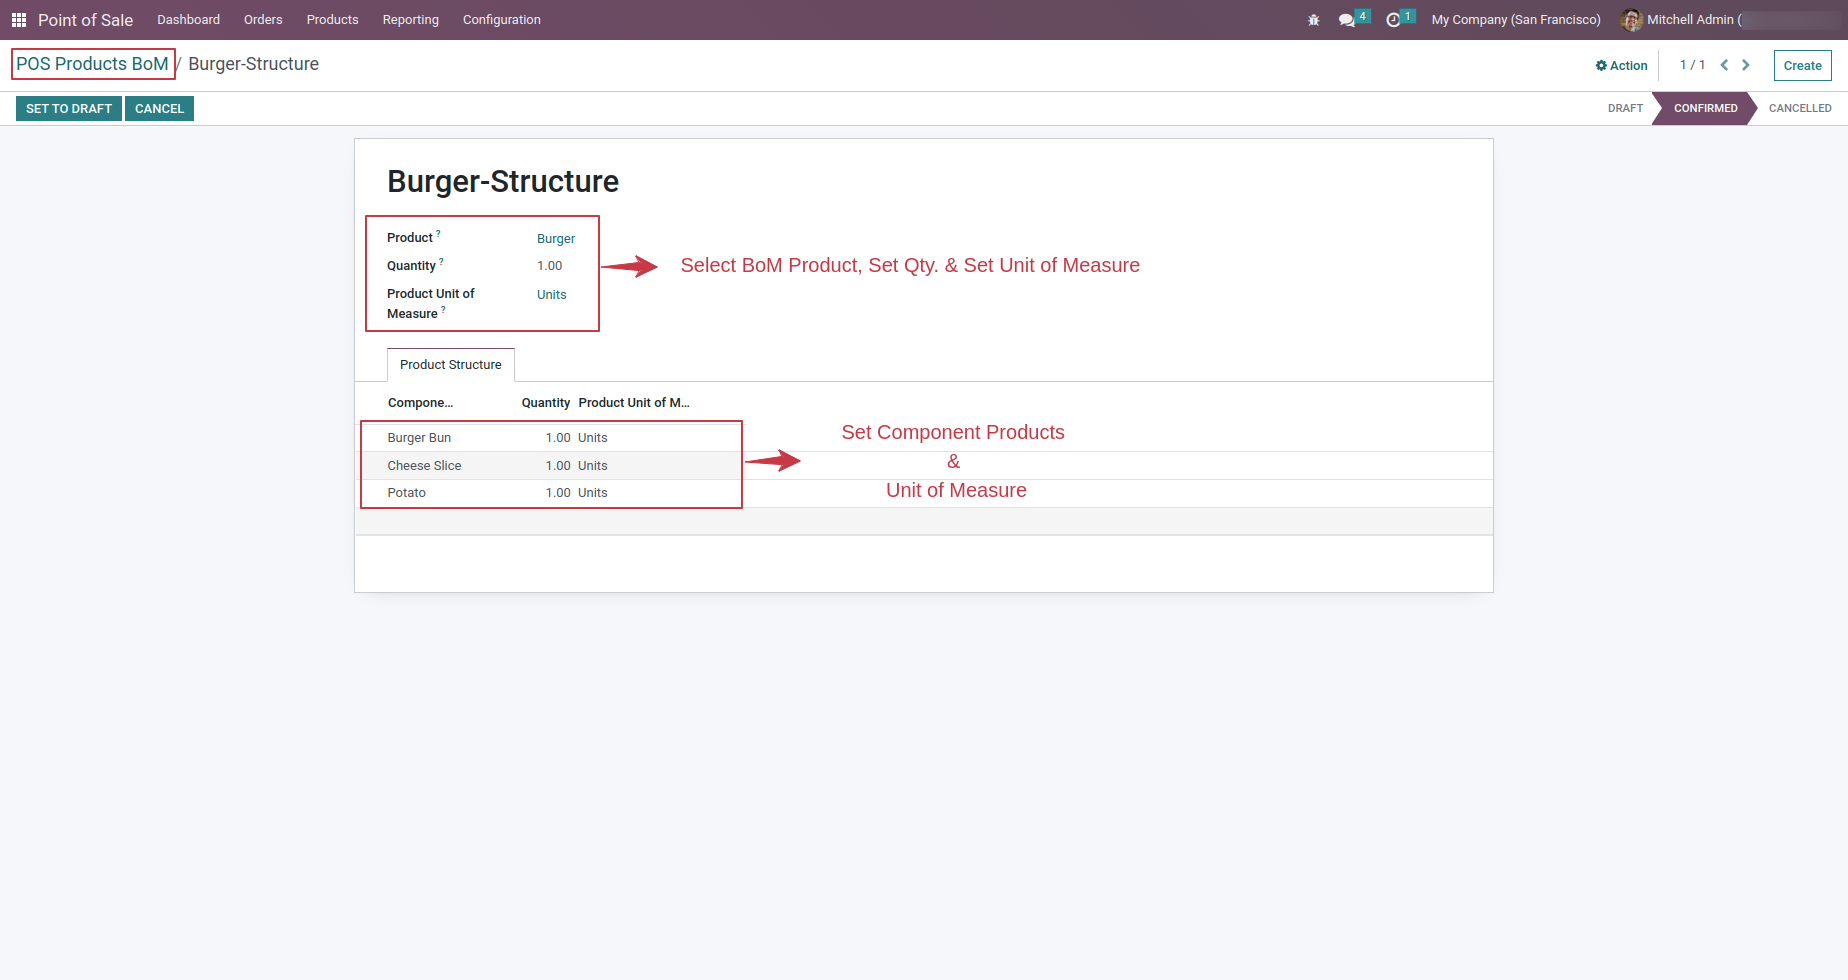 Point of Sale Dashboard Orders Products Reporting Configuration 4 1 My Company (San Francisco) Mitchell Admin (
POS Products BoM / Burger-Structure Action 1 / 1 Create
SET TO DRAFT CANCEL DRAFT CONFIRMED CANCELLED
Burger-Structure
Product ? Burger
Quantity ? 1.00
Select BoM Product, Set Qty. & Set Unit of Measure
Product Unit of Units
Measure ?
Product Structure
Compone... Quantity Product Unit of M...
Set Component Products
Burger Bun 1.00 Units
&
Cheese Slice 1.00 Units
Unit of Measure
Potato 1.00 Units